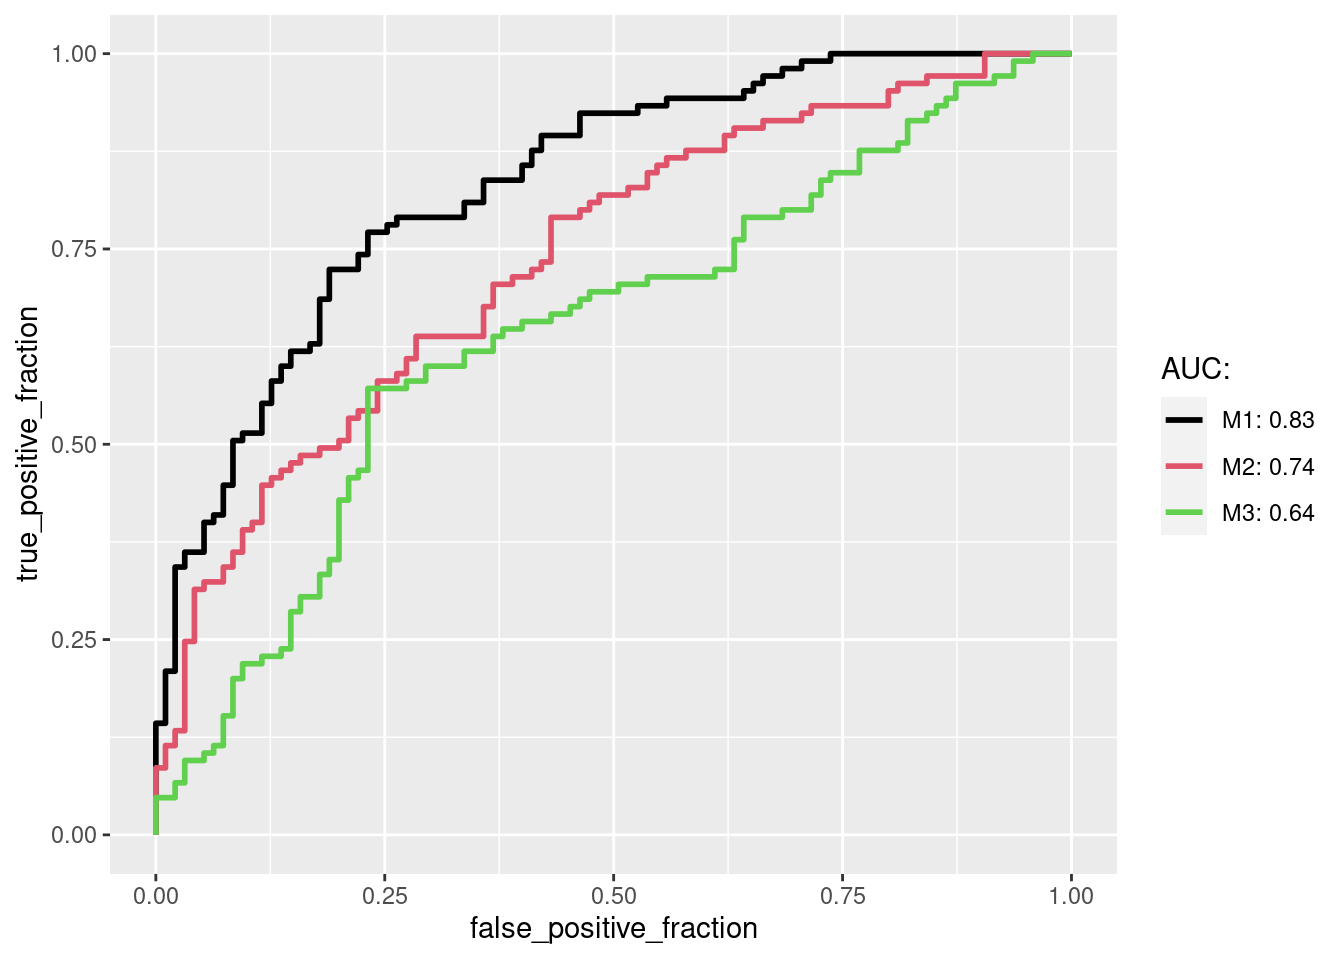 true_positive_fraction
1.00
0.75
0.50
0.25
0.00
0.00 0.25 0.50 0.75 1.00
false_positive_fraction
AUC:
M1: 0.83
M2: 0.74
M3: 0.64